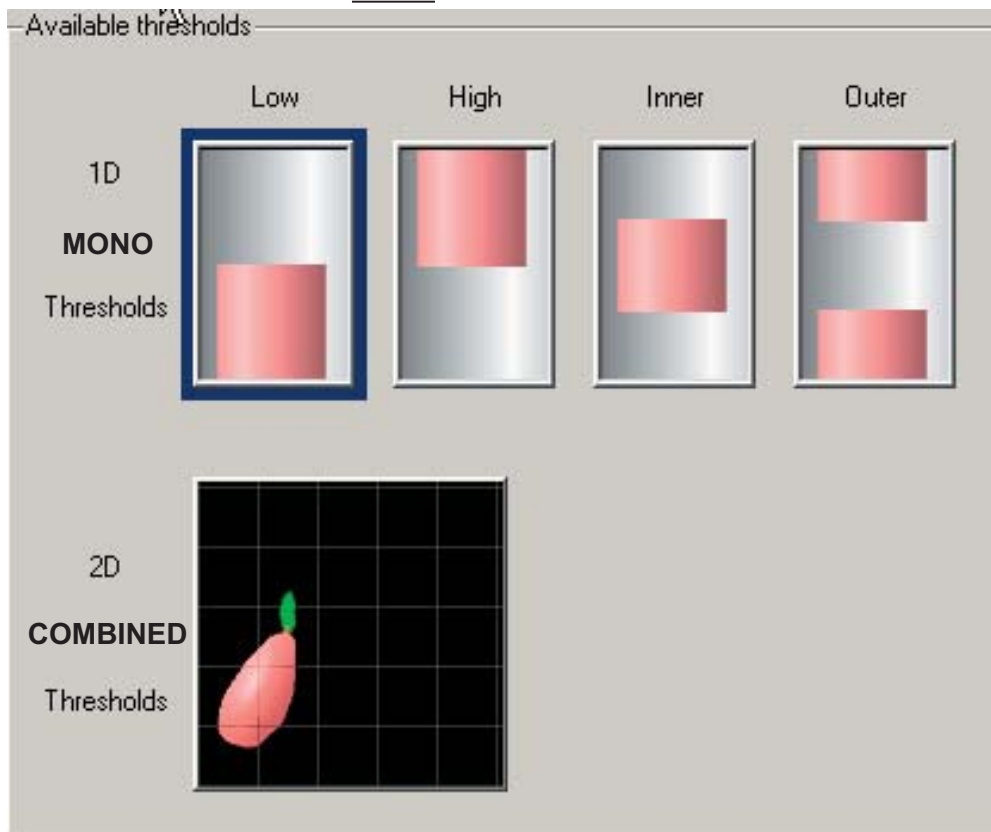 Available thresholds
Low High Inner Outer
1D
MONO
Thresholds
2D
COMBINED
Thresholds